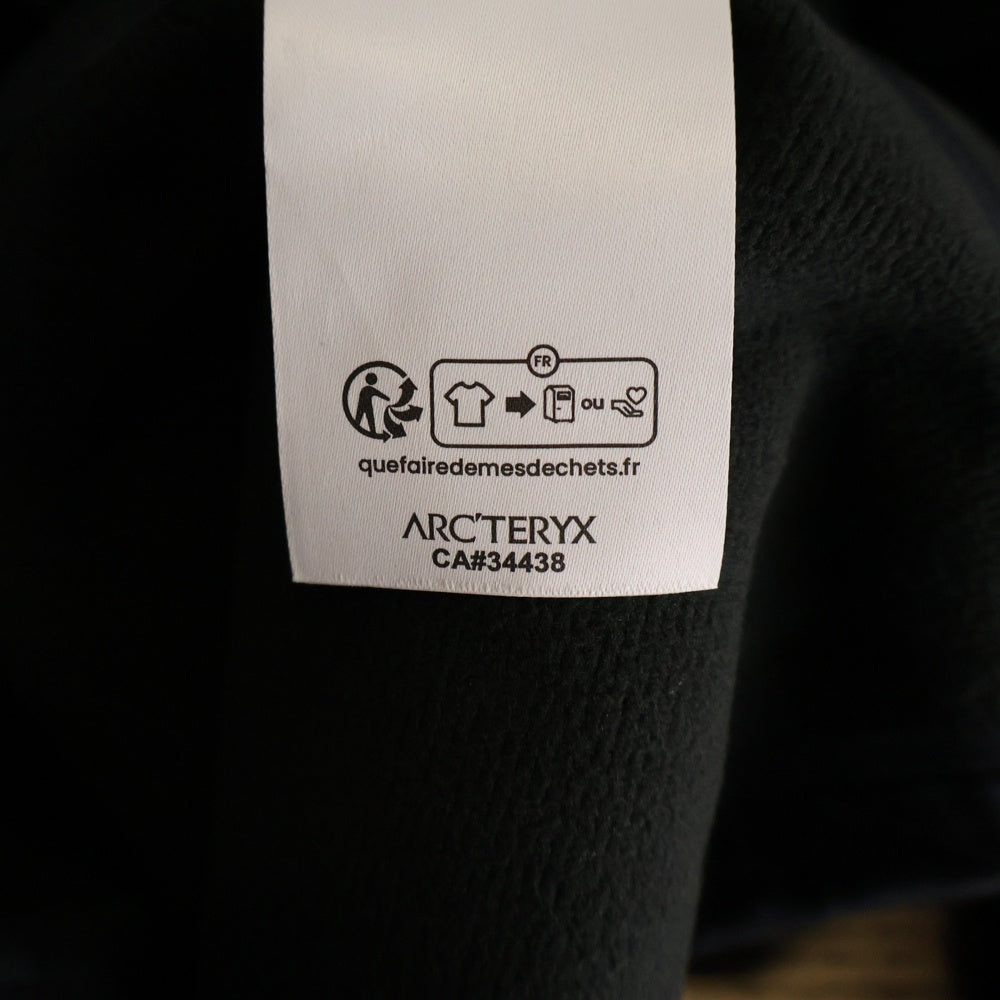 FR
ou
quefairedemesdechets.fr
ARC'TERYX
CA#34438